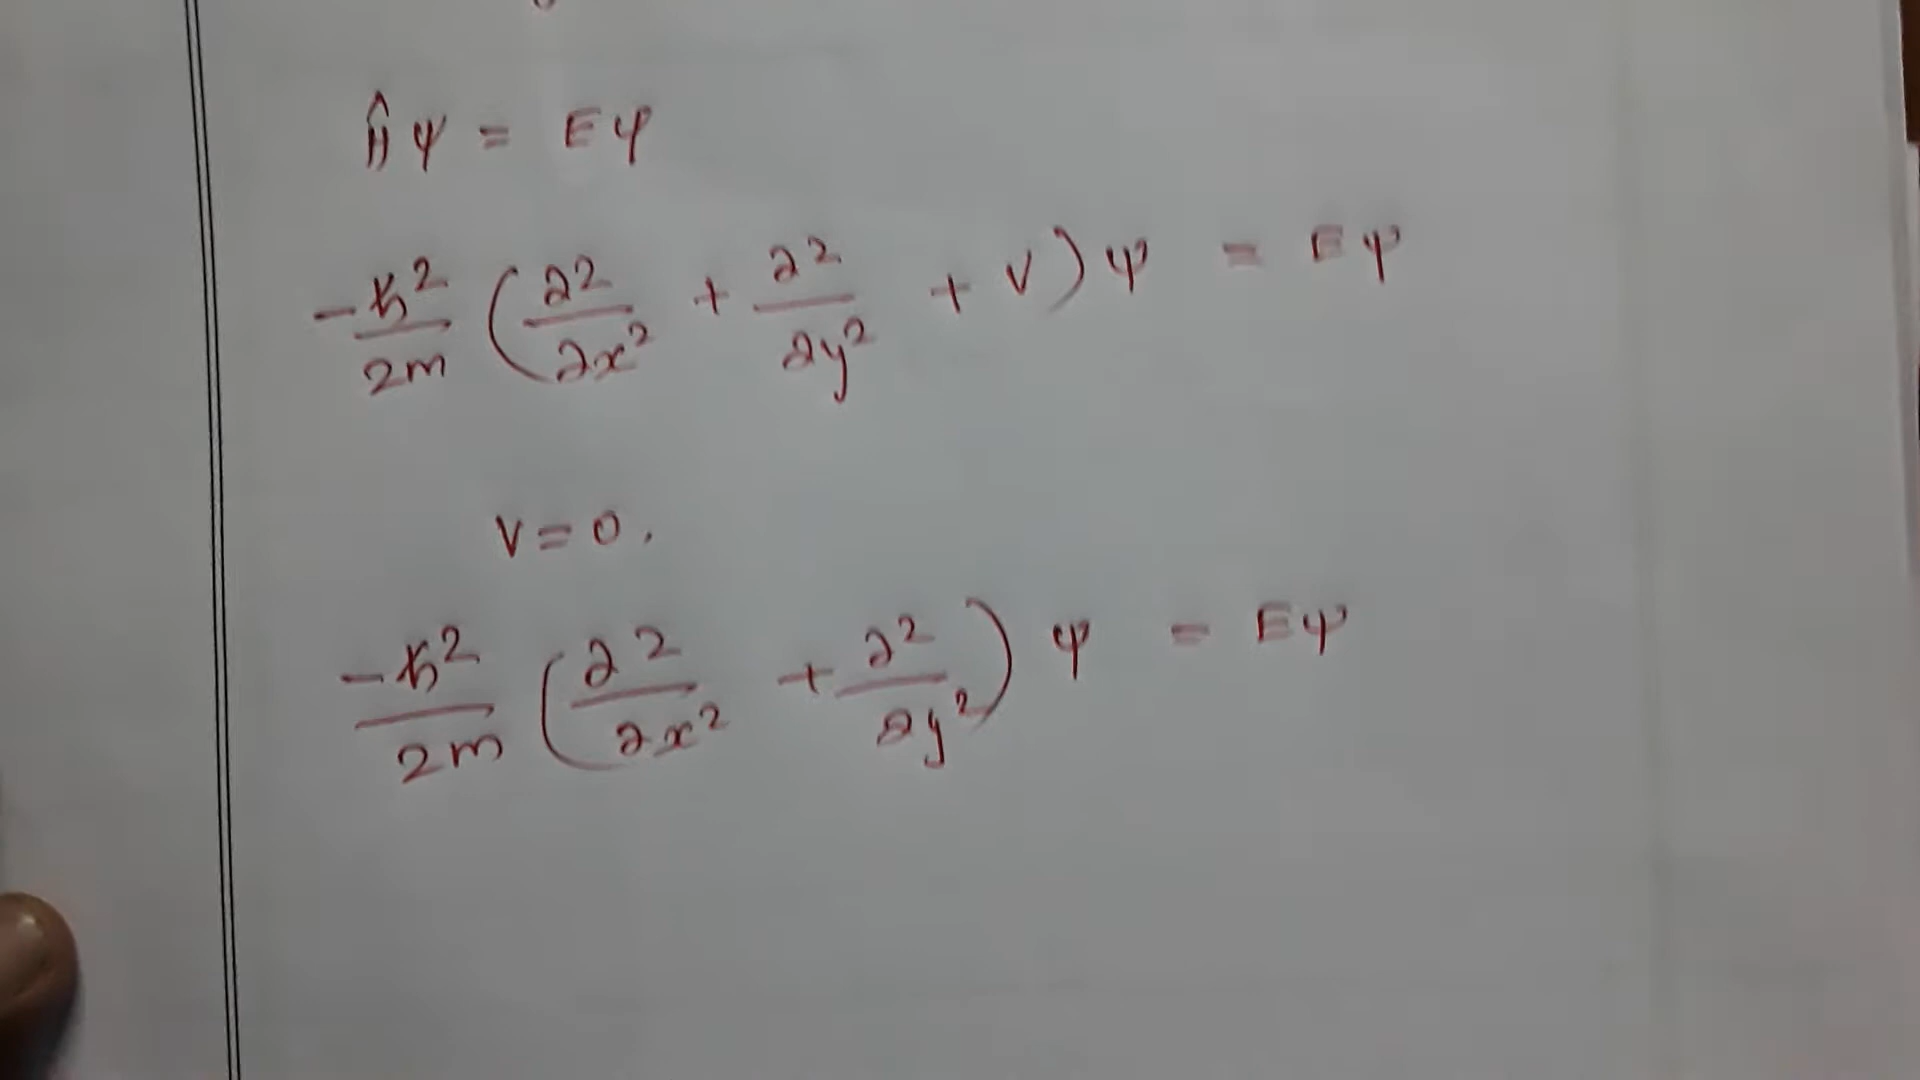 Ĥψ = Eψ
-ℏ²/2m (∂²/∂x² + ∂²/∂y² + V)ψ = Eψ
V = 0.
-ℏ²/2m (∂²/∂x² + ∂²/∂y²) ψ = Eψ